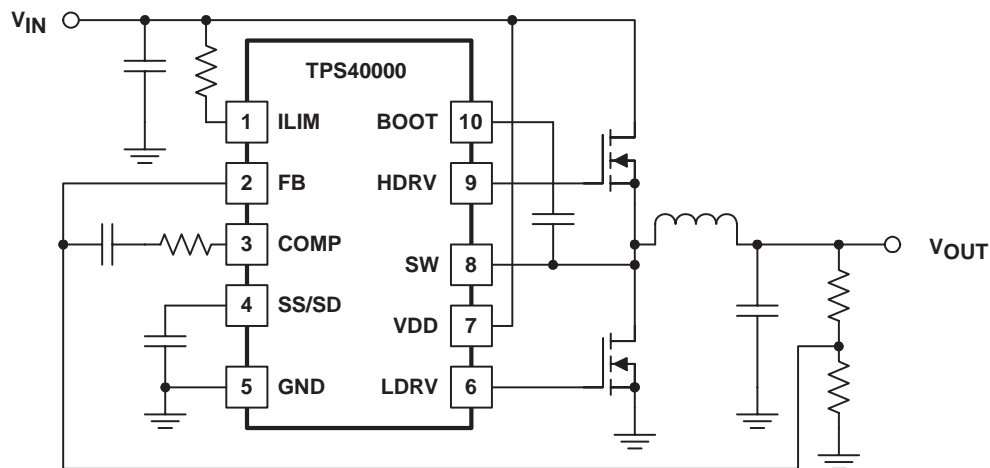 VIN
TPS40000
1 ILIM BOOT 10
2 FB HDRV 9
3 COMP
SW 8
VOUT
4 SS/SD
VDD 7
5 GND LDRV 6